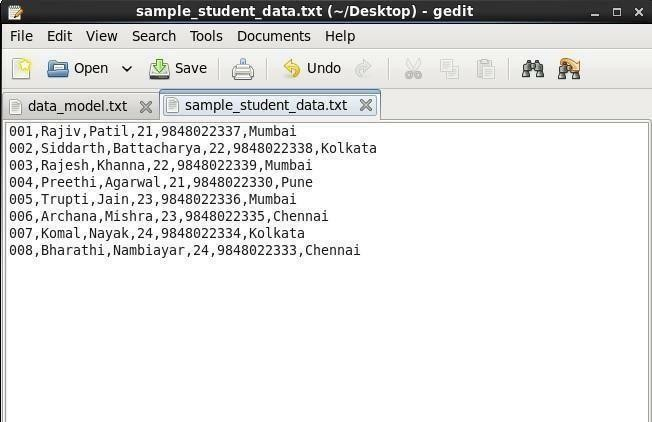 sample_student_data.txt (~/Desktop) - gedit
File Edit View Search Tools Documents Help
Open Save Undo
data_model.txt sample_student_data.txt
001,Rajiv,Patil,21,9848022337,Mumbai
002,Siddarth,Battacharya,22,9848022338,Kolkata
003,Rajesh,Khanna,22,9848022339,Mumbai
004,Preethi,Agarwal,21,9848022330,Pune
005,Trupti,Jain,23,9848022336,Mumbai
006,Archana,Mishra,23,9848022335,Chennai
007,Komal,Nayak,24,9848022334,Kolkata
008,Bharathi,Nambiayar,24,9848022333,Chennai